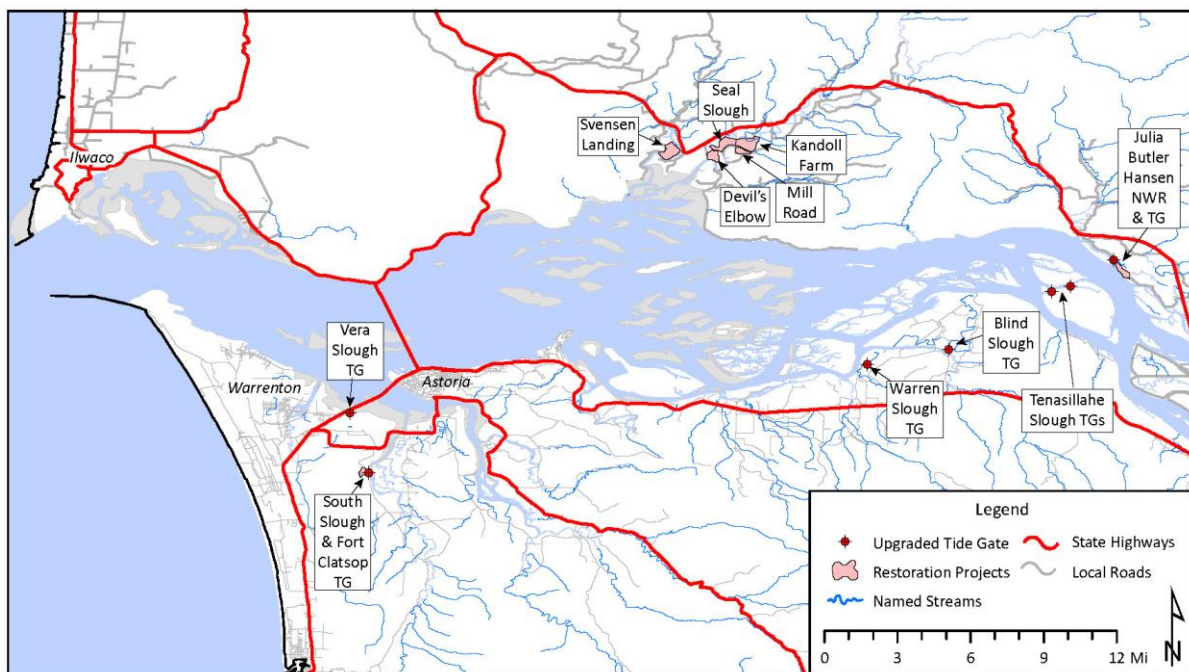 Seal
Slough
Svensen
Landing
Kandoll
Farm
Devil's
Elbow
Mill
Road
Julia
Butler
Hansen
NWR
& TG
Ilwaco
Vera
Slough
TG
Warrenton
Astoria
Blind
Slough
TG
Warren
Slough
TG
Tenasillahe
Slough TGs
South
Slough
& Fort
Clatsop
TG
Legend
Upgraded Tide Gate
State Highways
Restoration Projects
Local Roads
Named Streams
0 3 6 9 12 Mi
N